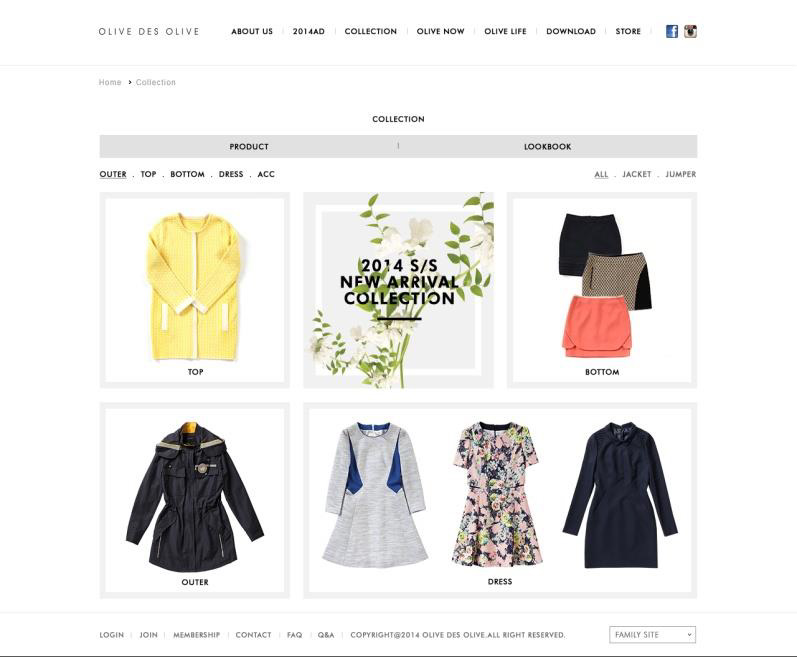 OLIVE DES OLIVE
ABOUT US | 2014AD | COLLECTION | OLIVE NOW | OLIVE LIFE | DOWNLOAD | STORE |
Home > Collection
COLLECTION
PRODUCT | LOOKBOOK
OUTER . TOP . BOTTOM . DRESS . ACC
ALL . JACKET . JUMPER
2014 S/S
NEW ARRIVAL
COLLECTION
TOP
BOTTOM
OUTER
DRESS
LOGIN | JOIN | MEMBERSHIP | CONTACT | FAQ | Q&A | COPYRIGHT@2014 OLIVE DES OLIVE.ALL RIGHT RESERVED.
FAMILY SITE